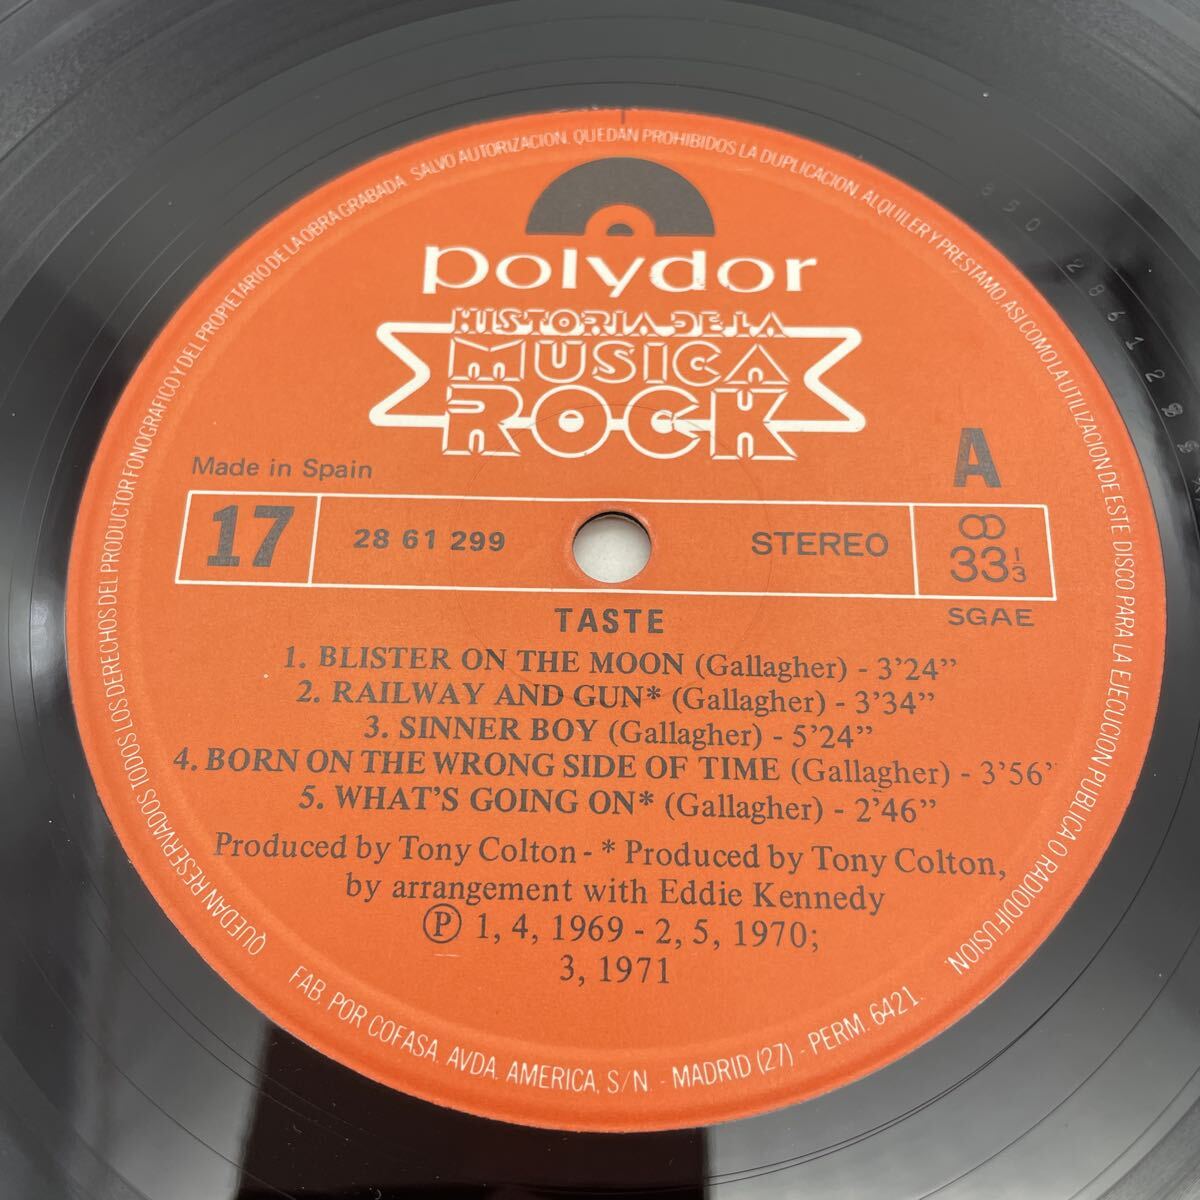 QUEDAN RESERVADOS TODOS LOS DERECHOS DEL PRODUCTOR FONOGRAFICO Y DEL PROPIETARIO DE LA OBRA GRABADA. SALVO AUTORIZACION, QUEDAN PROHIBIDOS LA DUPLICACION, ALQUILER Y PRESTAMO, ASI COMO LA UTILIZACION DE ESTE DISCO PARA LA EJECUCION PUBLICA O RADIODIFUSION.
polydor
HISTORIA DE LA
MUSICA
ROCK
Made in Spain
A
17
28 61 299
STEREO
33 1/3
SGAE
TASTE
1. BLISTER ON THE MOON (Gallagher) - 3'24"
2. RAILWAY AND GUN* (Gallagher) - 3'34"
3. SINNER BOY (Gallagher) - 5'24"
4. BORN ON THE WRONG SIDE OF TIME (Gallagher) - 3'56"
5. WHAT'S GOING ON* (Gallagher) - 2'46"
Produced by Tony Colton - * Produced by Tony Colton,
by arrangement with Eddie Kennedy
Ⓟ 1, 4, 1969 - 2, 5, 1970;
3, 1971
FAB. POR COFASA. AVDA. AMERICA, S/N. - MADRID (27) - PERM. 6421.